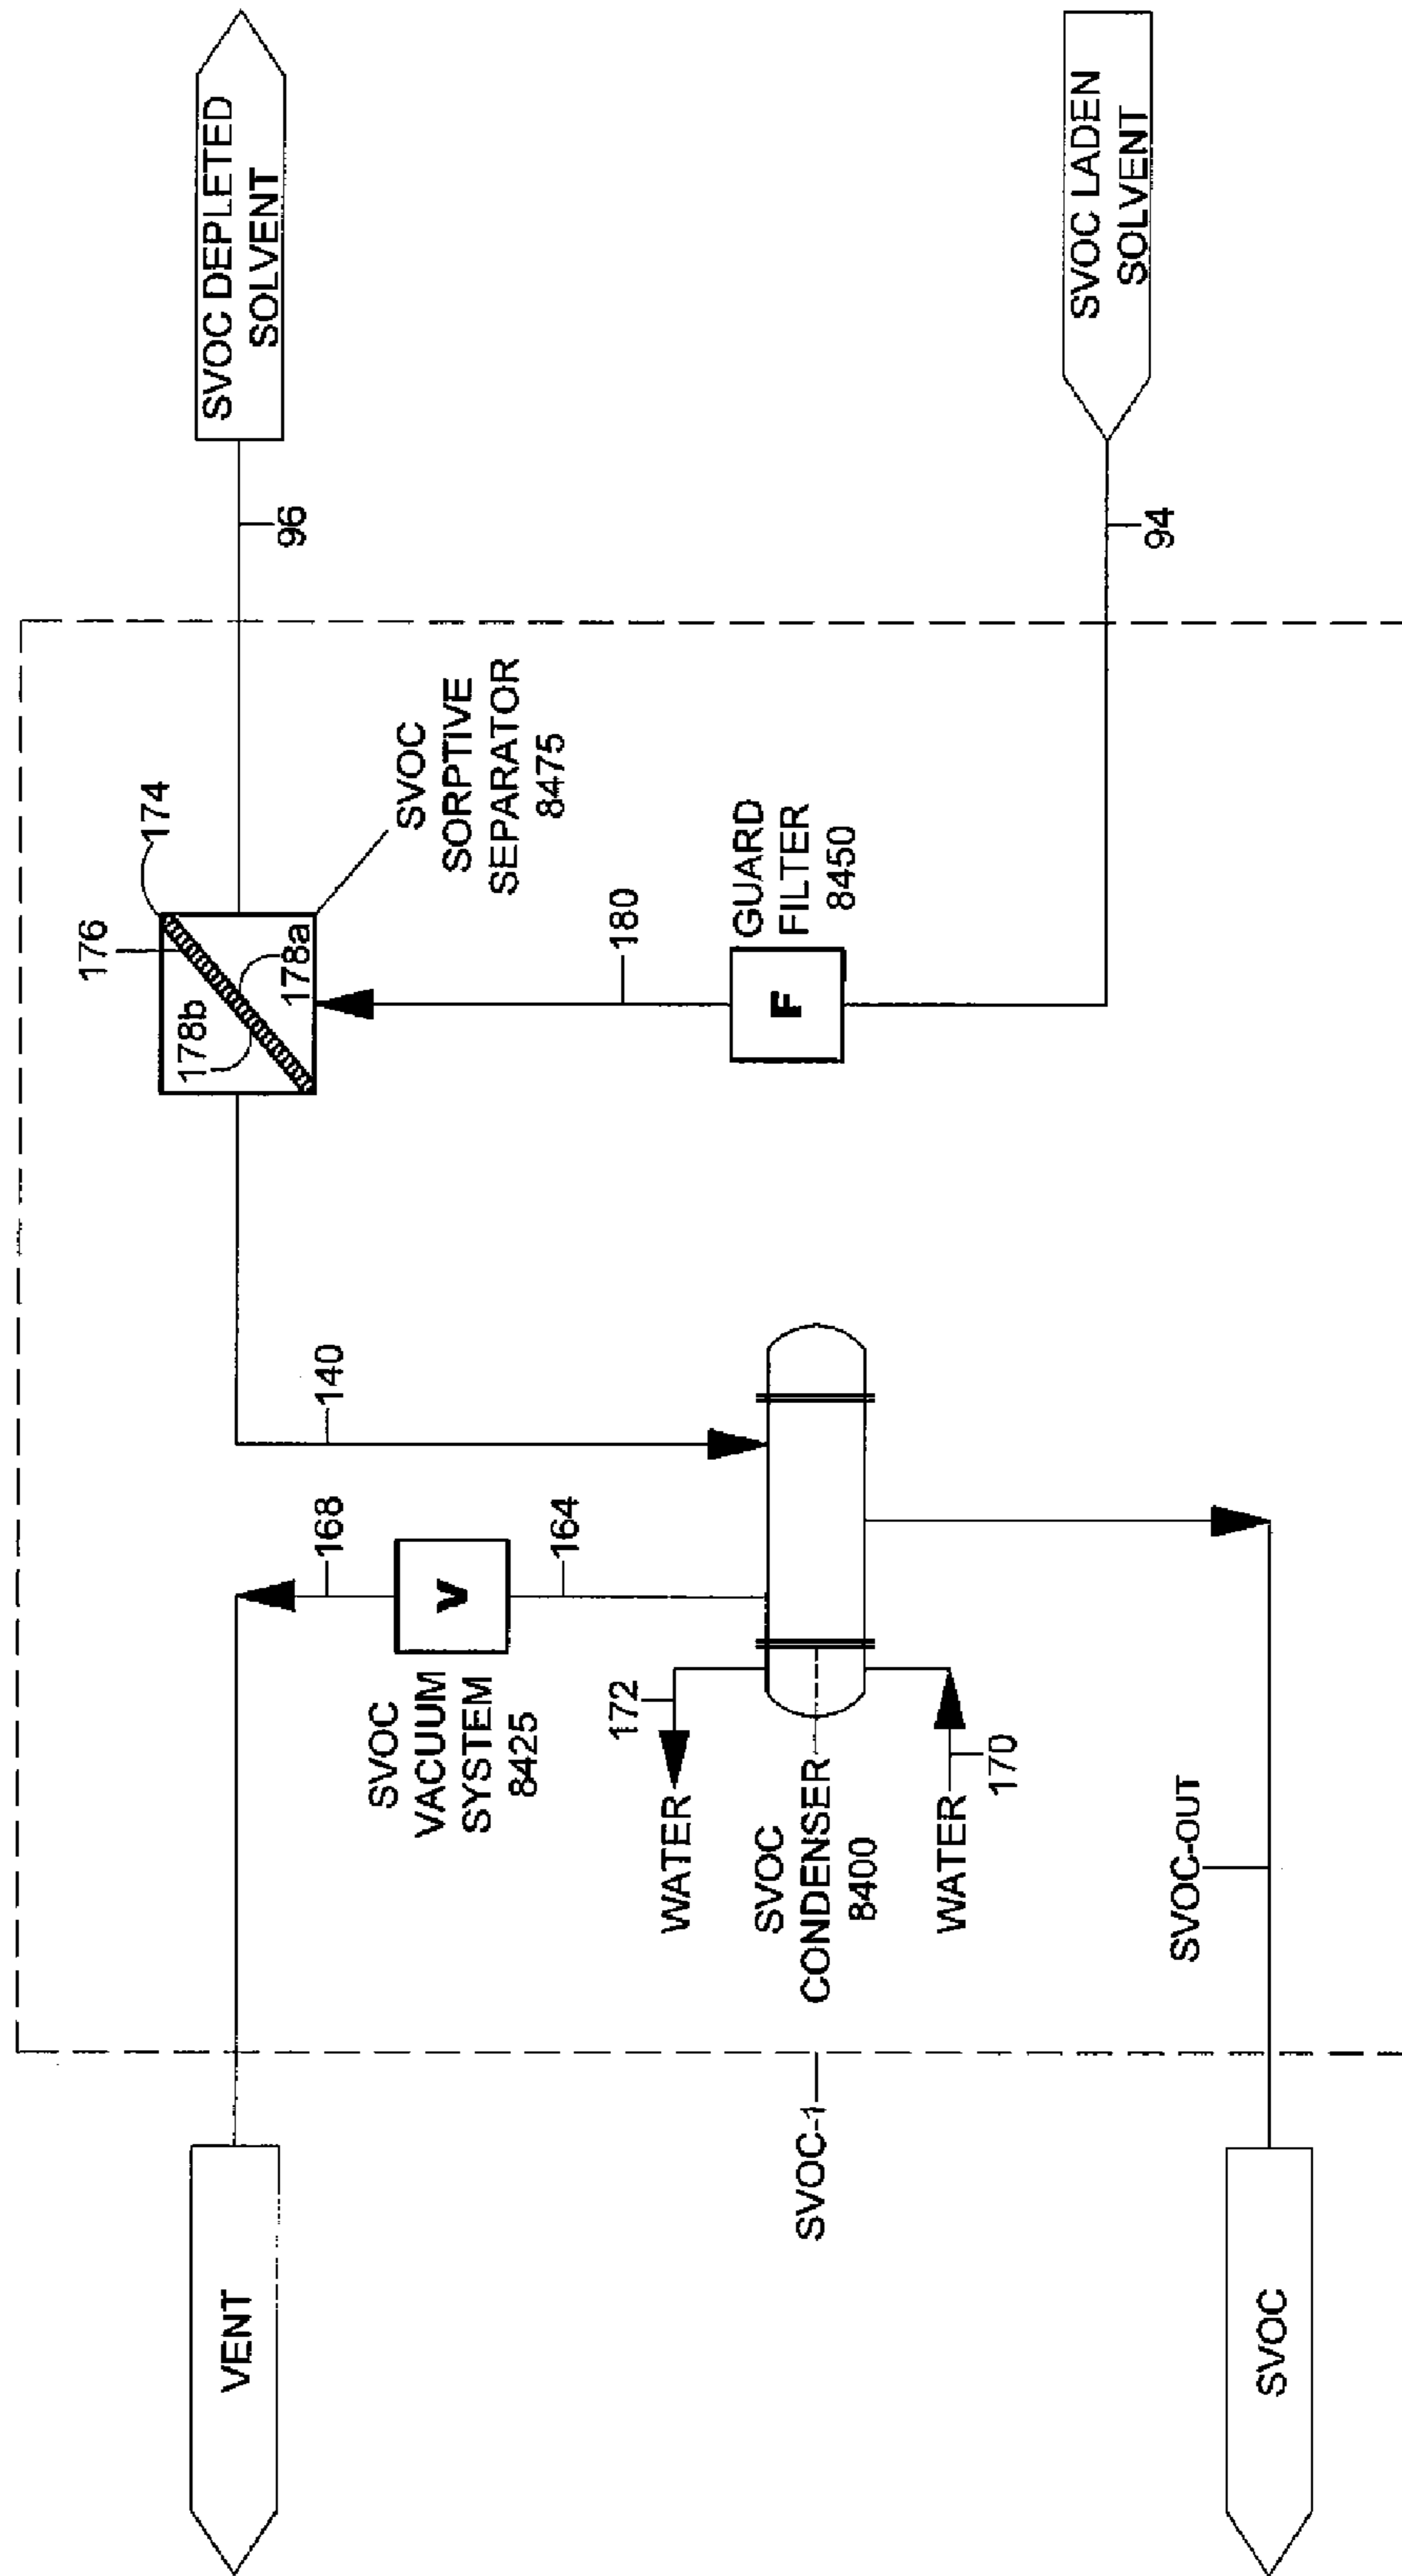 SVOC DEPLETED
SOLVENT
96
SVOC LADEN
SOLVENT
94
174
176
178b
178a
SVOC
SORPTIVE
SEPARATOR
8475
180
GUARD
FILTER
8450
F
140
168
V
164
SVOC
VACUUM
SYSTEM
8425
172
WATER
SVOC
CONDENSER
8400
WATER
170
SVOC-OUT
SVOC-1
VENT
SVOC